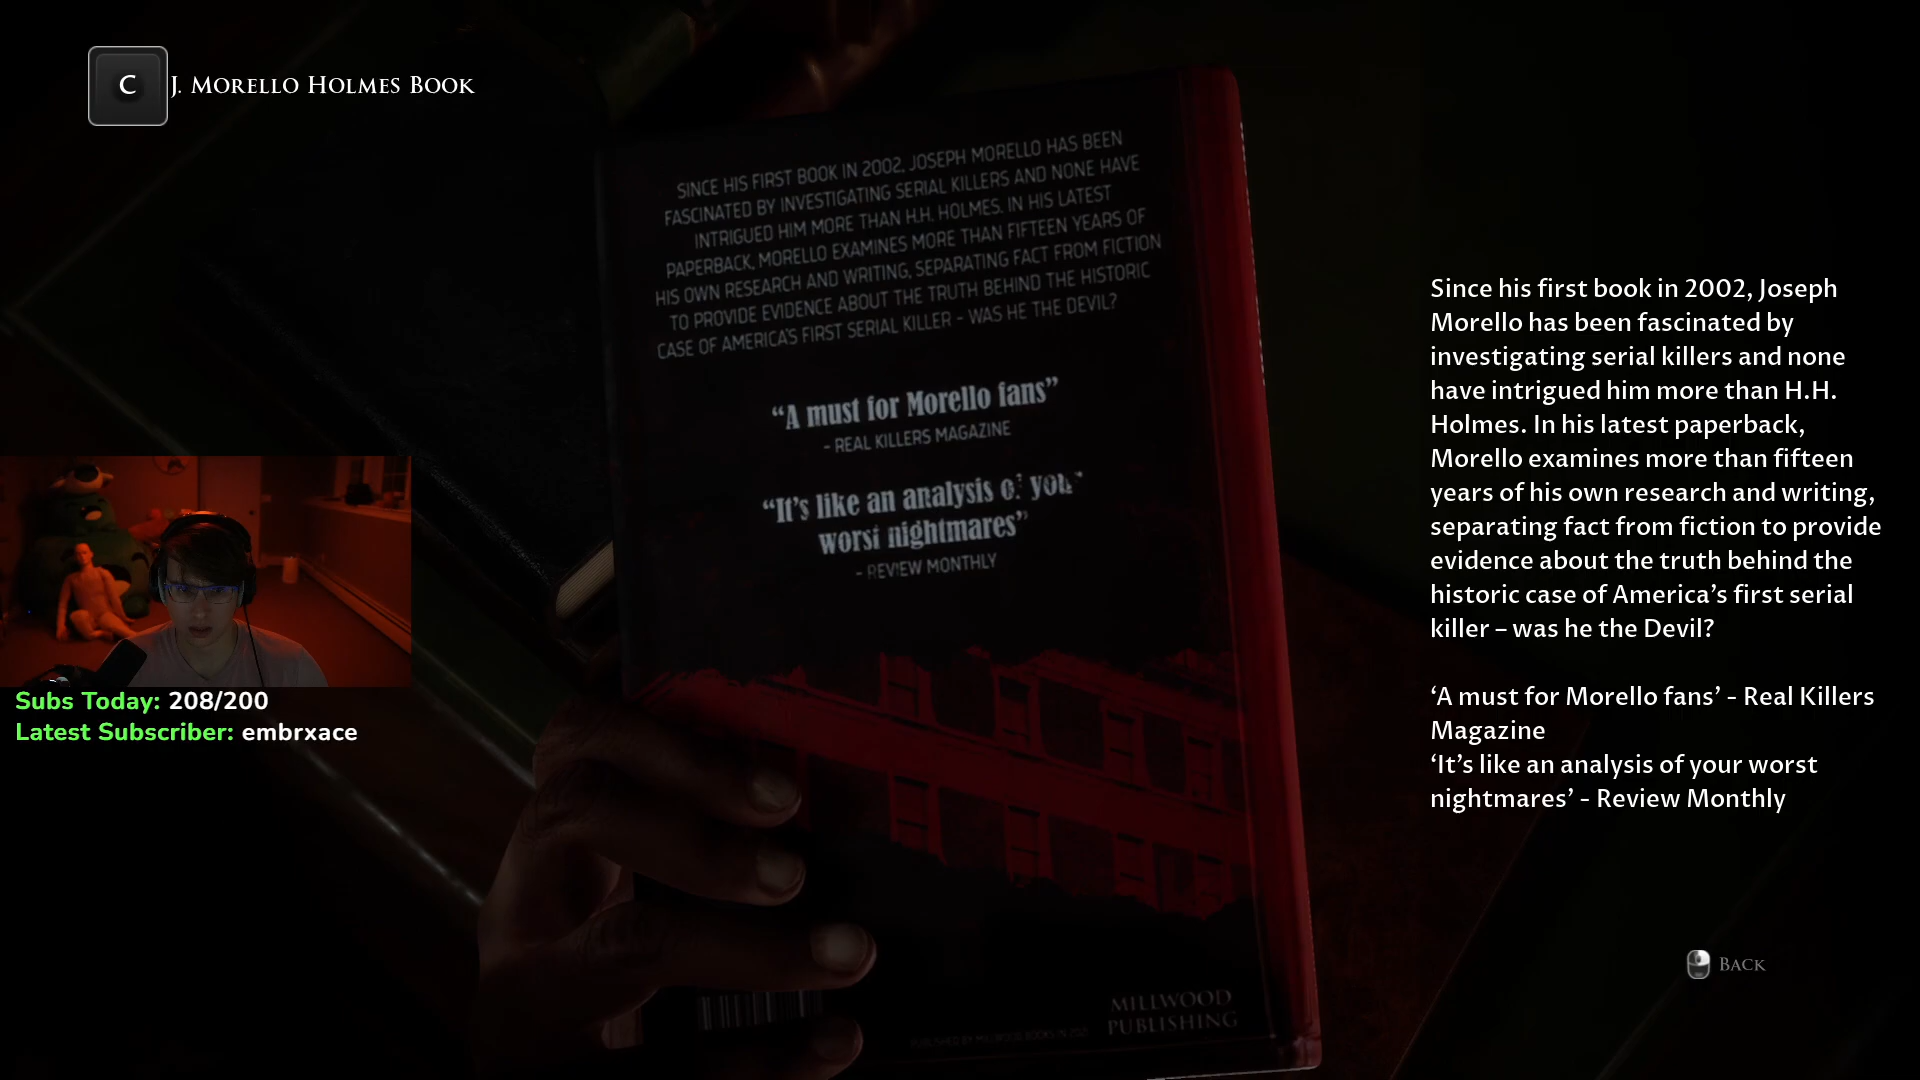 C
J. Morello Holmes Book
SINCE HIS FIRST BOOK IN 2002, JOSEPH MORELLO HAS BEEN
FASCINATED BY INVESTIGATING SERIAL KILLERS AND NONE HAVE
INTRIGUED HIM MORE THAN H.H. HOLMES. IN HIS LATEST
PAPERBACK, MORELLO EXAMINES MORE THAN FIFTEEN YEARS OF
HIS OWN RESEARCH AND WRITING, SEPARATING FACT FROM FICTION
TO PROVIDE EVIDENCE ABOUT THE TRUTH BEHIND THE HISTORIC
CASE OF AMERICA'S FIRST SERIAL KILLER - WAS HE THE DEVIL?
“A must for Morello fans”
- REAL KILLERS MAGAZINE
“It's like an analysis of your
worst nightmares”
- REVIEW MONTHLY
MILLWOOD
PUBLISHING
Since his first book in 2002, Joseph
Morello has been fascinated by
investigating serial killers and none
have intrigued him more than H.H.
Holmes. In his latest paperback,
Morello examines more than fifteen
years of his own research and writing,
separating fact from fiction to provide
evidence about the truth behind the
historic case of America’s first serial
killer – was he the Devil?
‘A must for Morello fans’ - Real Killers
Magazine
‘It’s like an analysis of your worst
nightmares’ - Review Monthly
Subs Today: 208/200
Latest Subscriber: embrxace
Back